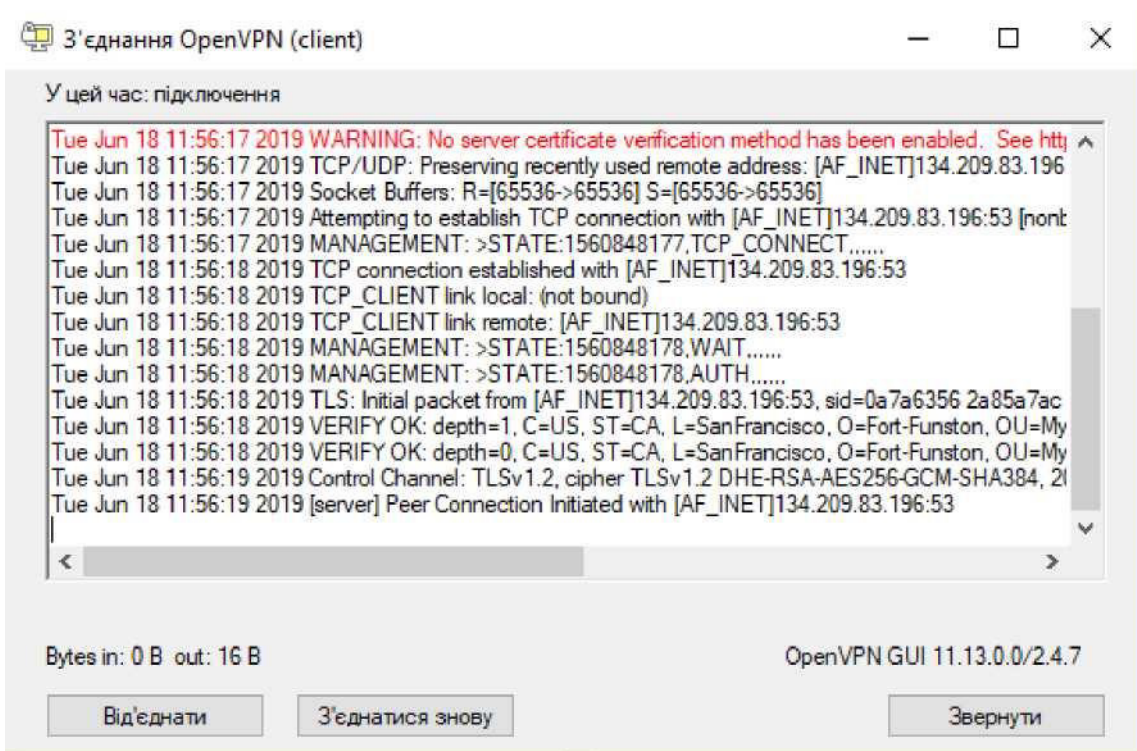 З'єднання OpenVPN (client)
У цей час: підключення
Tue Jun 18 11:56:17 2019 WARNING: No server certificate verification method has been enabled. See http
Tue Jun 18 11:56:17 2019 TCP/UDP: Preserving recently used remote address: [AF_INET]134.209.83.196
Tue Jun 18 11:56:17 2019 Socket Buffers: R=[65536->65536] S=[65536->65536]
Tue Jun 18 11:56:17 2019 Attempting to establish TCP connection with [AF_INET]134.209.83.196:53 [nonb
Tue Jun 18 11:56:17 2019 MANAGEMENT: >STATE:1560848177,TCP_CONNECT,,,,,,
Tue Jun 18 11:56:18 2019 TCP connection established with [AF_INET]134.209.83.196:53
Tue Jun 18 11:56:18 2019 TCP_CLIENT link local: (not bound)
Tue Jun 18 11:56:18 2019 TCP_CLIENT link remote: [AF_INET]134.209.83.196:53
Tue Jun 18 11:56:18 2019 MANAGEMENT: >STATE:1560848178,WAIT,,,,,,
Tue Jun 18 11:56:18 2019 MANAGEMENT: >STATE:1560848178,AUTH,,,,,,
Tue Jun 18 11:56:18 2019 TLS: Initial packet from [AF_INET]134.209.83.196:53, sid=0a7a6356 2a85a7ac
Tue Jun 18 11:56:18 2019 VERIFY OK: depth=1, C=US, ST=CA, L=SanFrancisco, O=Fort-Funston, OU=My
Tue Jun 18 11:56:18 2019 VERIFY OK: depth=0, C=US, ST=CA, L=SanFrancisco, O=Fort-Funston, OU=My
Tue Jun 18 11:56:19 2019 Control Channel: TLSv1.2, cipher TLSv1.2 DHE-RSA-AES256-GCM-SHA384, 20
Tue Jun 18 11:56:19 2019 [server] Peer Connection Initiated with [AF_INET]134.209.83.196:53
Bytes in: 0 B out: 16 B
OpenVPN GUI 11.13.0.0/2.4.7
Від'єднати
З'єднатися знову
Звернути